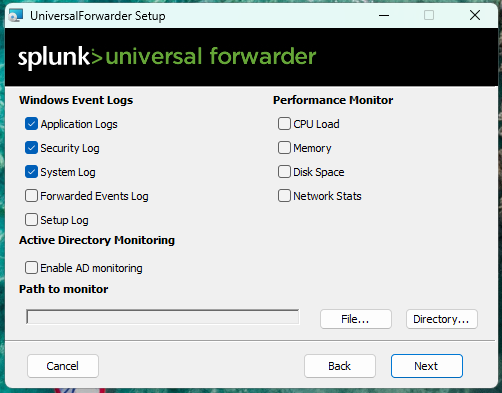 UniversalForwarder Setup
splunk> universal forwarder
Windows Event Logs
Application Logs
Security Log
System Log
Forwarded Events Log
Setup Log
Performance Monitor
CPU Load
Memory
Disk Space
Network Stats
Active Directory Monitoring
Enable AD monitoring
Path to monitor
File...
Directory...
Cancel
Back
Next